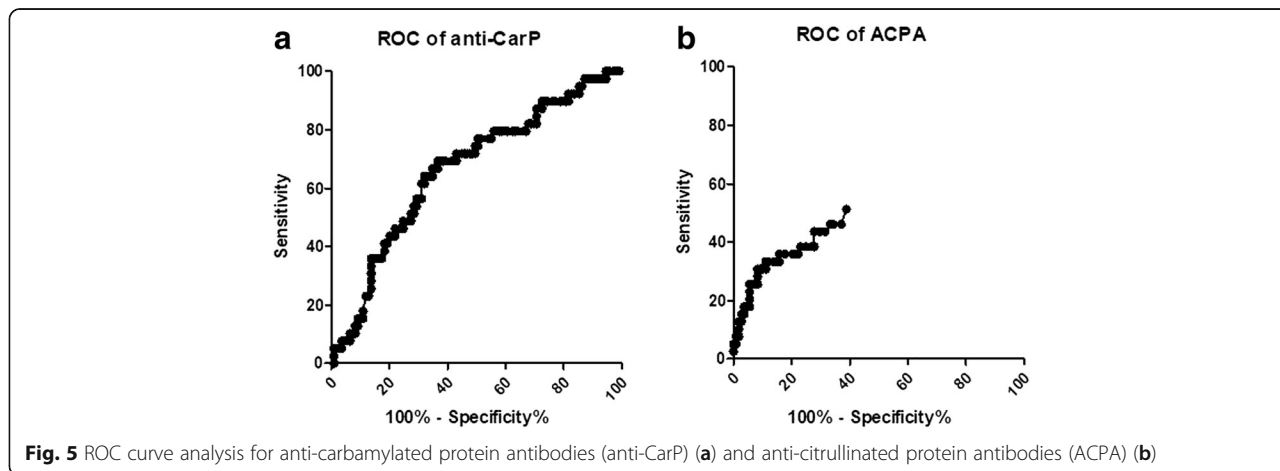 a
ROC of anti-CarP
100
80
60
40
20
0
Sensitivity
0 20 40 60 80 100
100% - Specificity%
b
ROC of ACPA
100
80
60
40
20
0
Sensitivity
0 20 40 60 80 100
100% - Specificity%
Fig. 5 ROC curve analysis for anti-carbamylated protein antibodies (anti-CarP) (a) and anti-citrullinated protein antibodies (ACPA) (b)